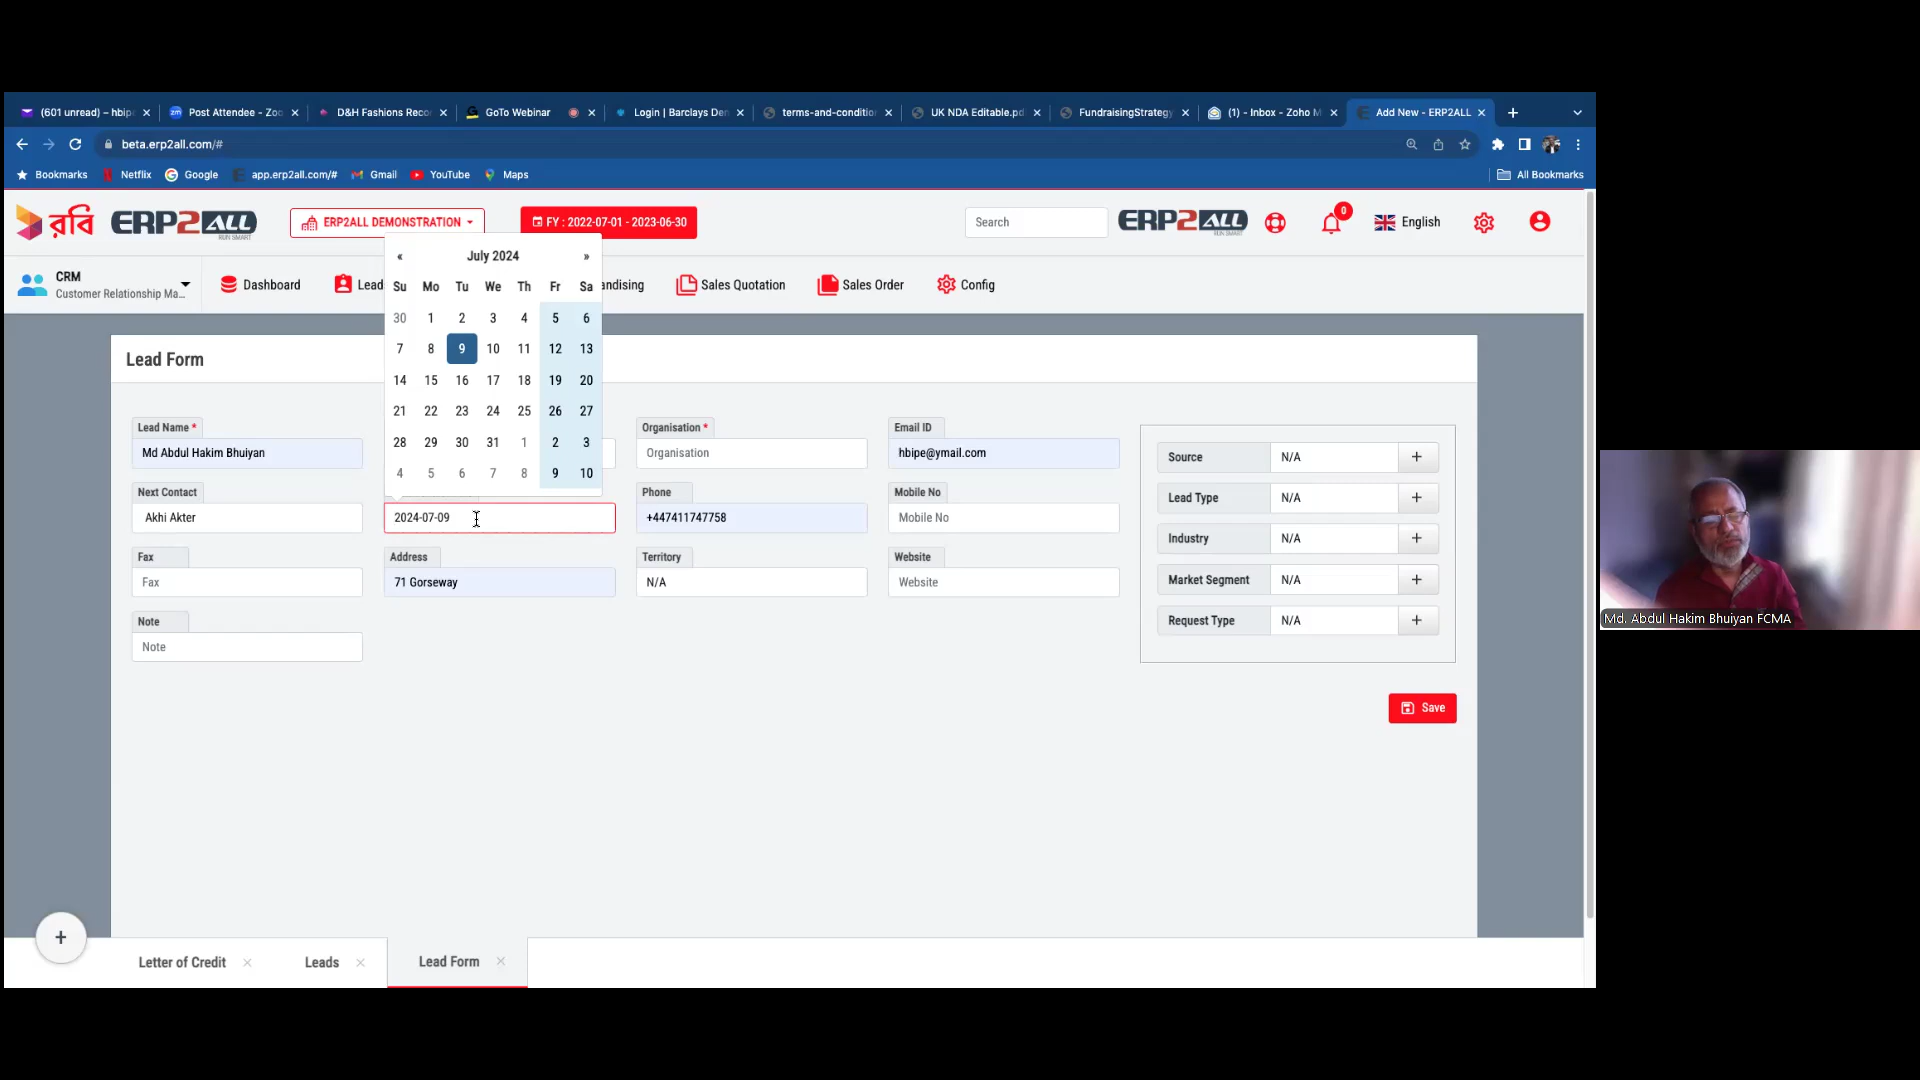 (601 unread) – hbip
Post Attendee - Zoo
D&H Fashions Reco
GoTo Webinar
Login | Barclays De
terms-and-conditio
UK NDA Editable.pd
FundraisingStrategy
(1) - Inbox - Zoho M
Add New - ERP2ALL
beta.erp2all.com/#
Bookmarks
Netflix
Google
app.erp2all.com/#
Gmail
YouTube
Maps
All Bookmarks
রবি
ERP2ALL
RUN SMART
ERP2ALL DEMONSTRATION
FY : 2022-07-01 - 2023-06-30
Search
ERP2ALL
RUN SMART
0
English
CRM
Customer Relationship Ma...
Dashboard
Lead
andising
Sales Quotation
Sales Order
Config
« July 2024 »
Su Mo Tu We Th Fr Sa
30 1 2 3 4 5 6
7 8 9 10 11 12 13
14 15 16 17 18 19 20
21 22 23 24 25 26 27
28 29 30 31 1 2 3
4 5 6 7 8 9 10
Lead Form
Lead Name *
Md Abdul Hakim Bhuiyan
Organisation *
Organisation
Email ID
hbipe@ymail.com
Next Contact
Akhi Akter
2024-07-09
Phone
+447411747758
Mobile No
Mobile No
Fax
Fax
Address
71 Gorseway
Territory
N/A
Website
Website
Note
Note
Source N/A +
Lead Type N/A +
Industry N/A +
Market Segment N/A +
Request Type N/A +
Save
+
Letter of Credit
Leads
Lead Form
Md. Abdul Hakim Bhuiyan FCMA